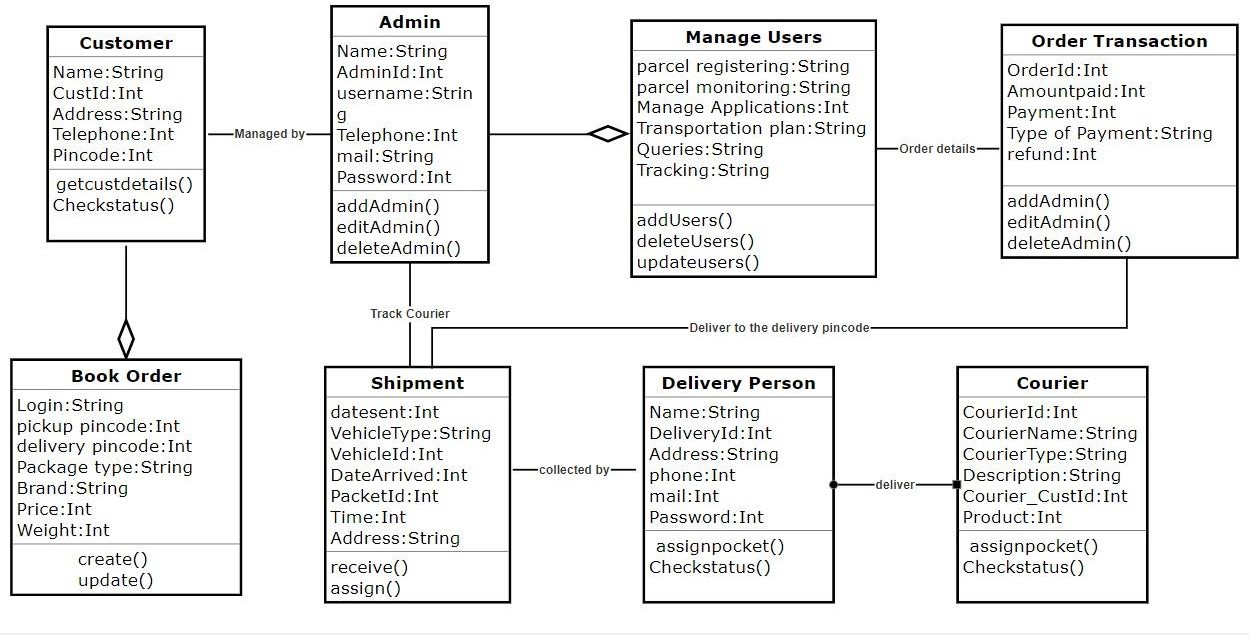 Customer
Name:String
CustId:Int
Address:String
Telephone:Int
Pincode:Int
getcustdetails()
Checkstatus()
Managed by
Admin
Name:String
AdminId:Int
username:Strin
g
Telephone:Int
mail:String
Password:Int
addAdmin()
editAdmin()
deleteAdmin()
Manage Users
parcel registering:String
parcel monitoring:String
Manage Applications:Int
Transportation plan:String
Queries:String
Tracking:String
addUsers()
deleteUsers()
updateusers()
Order details
Order Transaction
OrderId:Int
Amountpaid:Int
Payment:Int
Type of Payment:String
refund:Int
addAdmin()
editAdmin()
deleteAdmin()
Track Courier
Deliver to the delivery pincode
Book Order
Login:String
pickup pincode:Int
delivery pincode:Int
Package type:String
Brand:String
Price:Int
Weight:Int
create()
update()
Shipment
datesent:Int
VehicleType:String
VehicleId:Int
DateArrived:Int
PacketId:Int
Time:Int
Address:String
receive()
assign()
collected by
Delivery Person
Name:String
DeliveryId:Int
Address:String
phone:Int
mail:Int
Password:Int
assignpocket()
Checkstatus()
deliver
Courier
CourierId:Int
CourierName:String
CourierType:String
Description:String
Courier_CustId:Int
Product:Int
assignpocket()
Checkstatus()